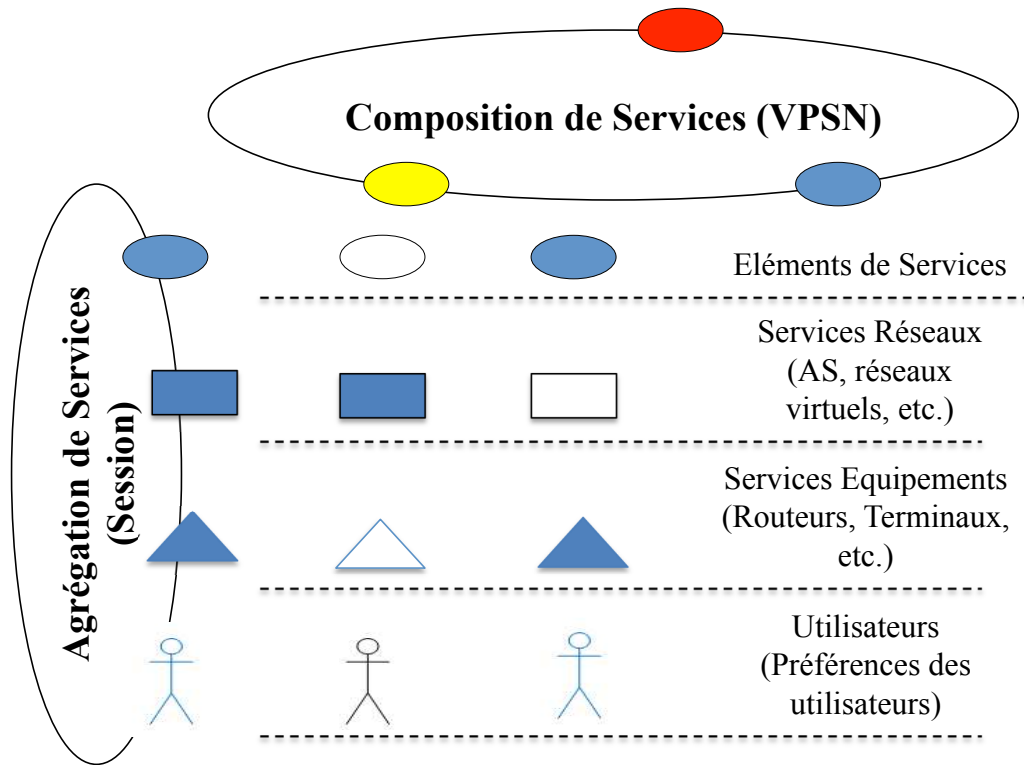 Composition de Services (VPSN)
Agrégation de Services
(Session)
Eléments de Services
Services Réseaux
(AS, réseaux
virtuels, etc.)
Services Equipements
(Routeurs, Terminaux,
etc.)
Utilisateurs
(Préférences des
utilisateurs)